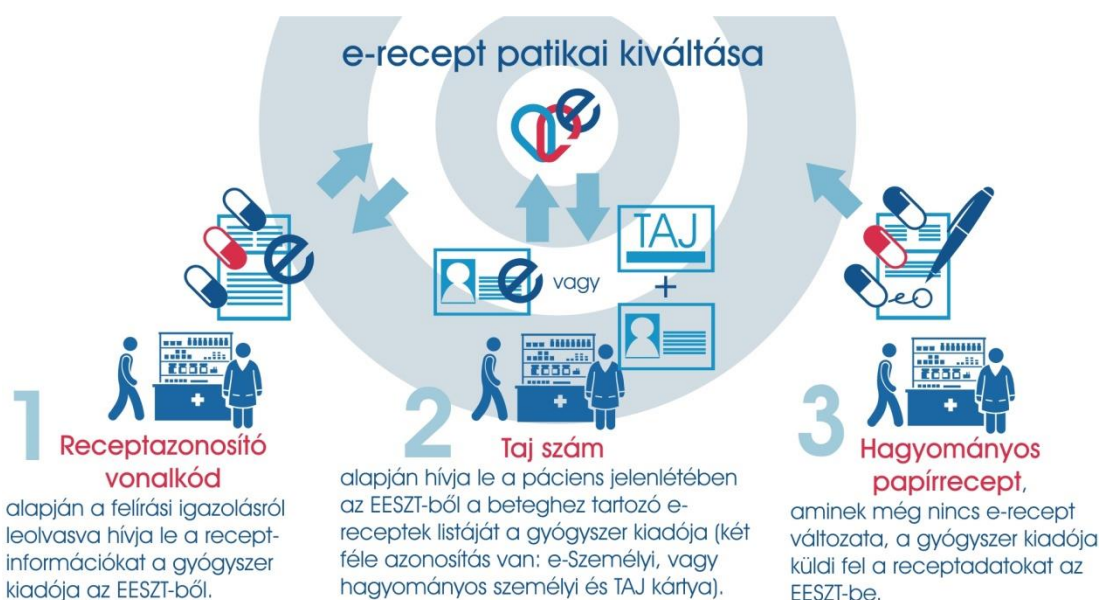 e-recept patikai kiváltása
e
e
TAJ
e
vagy
+
1
Receptazonosító
vonalkód
alapján a felírási igazolásról
leolvasva hívja le a recept-
információkat a gyógyszer
kiadója az EESZT-ből.
2
Taj szám
alapján hívja le a páciens jelenlétében
az EESZT-ből a beteghez tartozó e-
receptek listáját a gyógyszer kiadója (két
féle azonosítás van: e-Személyi, vagy
hagyományos személyi és TAJ kártya).
3
Hagyományos
papírrecept,
aminek még nincs e-recept
változata, a gyógyszer kiadója
küldi fel a receptadatokat az
EESZT-be.